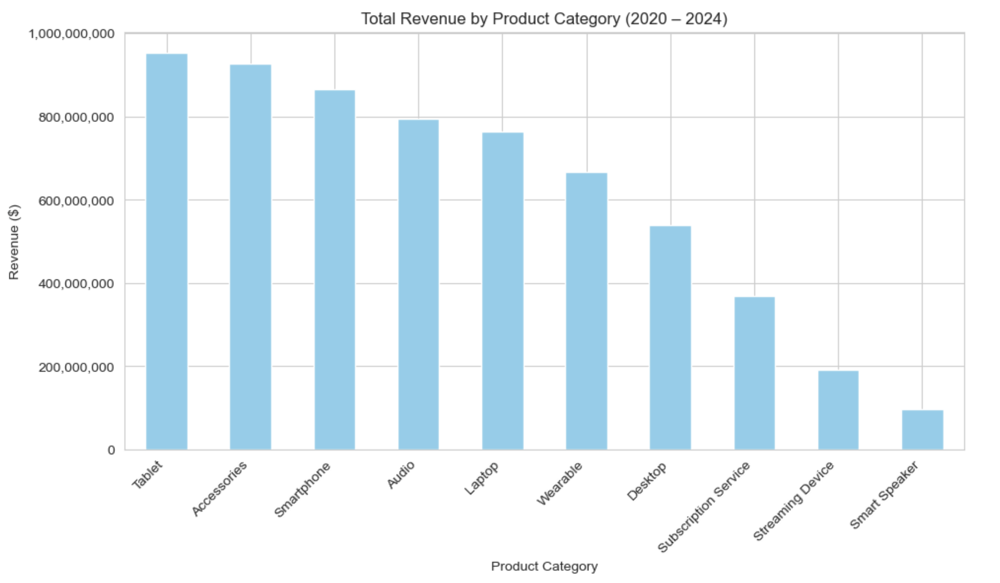 Total Revenue by Product Category (2020 – 2024)
1,000,000,000
800,000,000
600,000,000
400,000,000
200,000,000
0
Revenue ($)
Tablet
Accessories
Smartphone
Audio
Laptop
Wearable
Desktop
Subscription Service
Streaming Device
Smart Speaker
Product Category